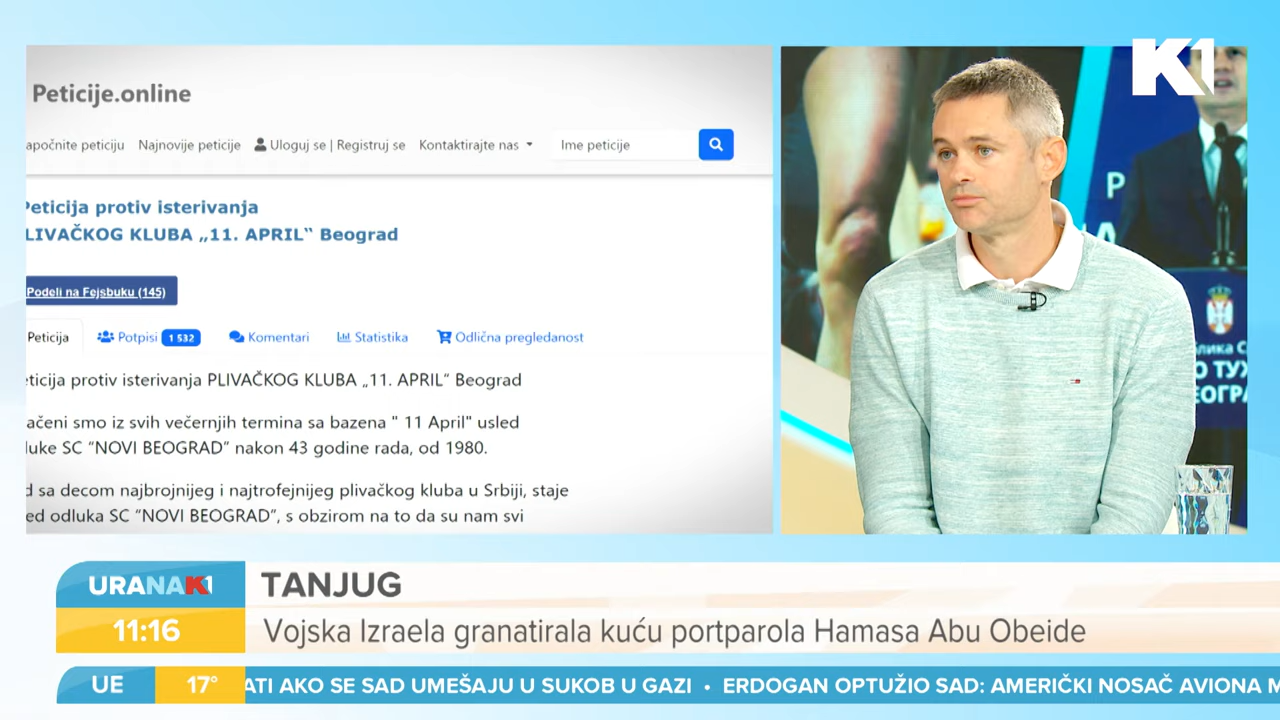 K1
Peticije.online
apočnite peticiju Najnovije peticije Uloguj se | Registruj se Kontaktirajte nas Ime peticije
Peticija protiv isterivanja
LIVAČKOG KLUBA „11. APRIL“ Beograd
Podeli na Fejsbuku (145)
Peticija Potpisi 1 532 Komentari Statistika Odlična pregledanost
eticija protiv isterivanja PLIVAČKOG KLUBA „11. APRIL“ Beograd
ačeni smo iz svih večernjih termina sa bazena " 11 April" usled
luke SC “NOVI BEOGRAD” nakon 43 godine rada, od 1980.
d sa decom najbrojnijeg i najtrofejnijeg plivačkog kluba u Srbiji, staje
ed odluka SC “NOVI BEOGRAD”, s obzirom na to da su nam svi
URANAK1
TANJUG
11:16
Vojska Izraela granatirala kuću portparola Hamasa Abu Obeide
UE 17° ATI AKO SE SAD UMEŠAJU U SUKOB U GAZI • ERDOGAN OPTUŽIO SAD: AMERIČKI NOSAČ AVIONA M